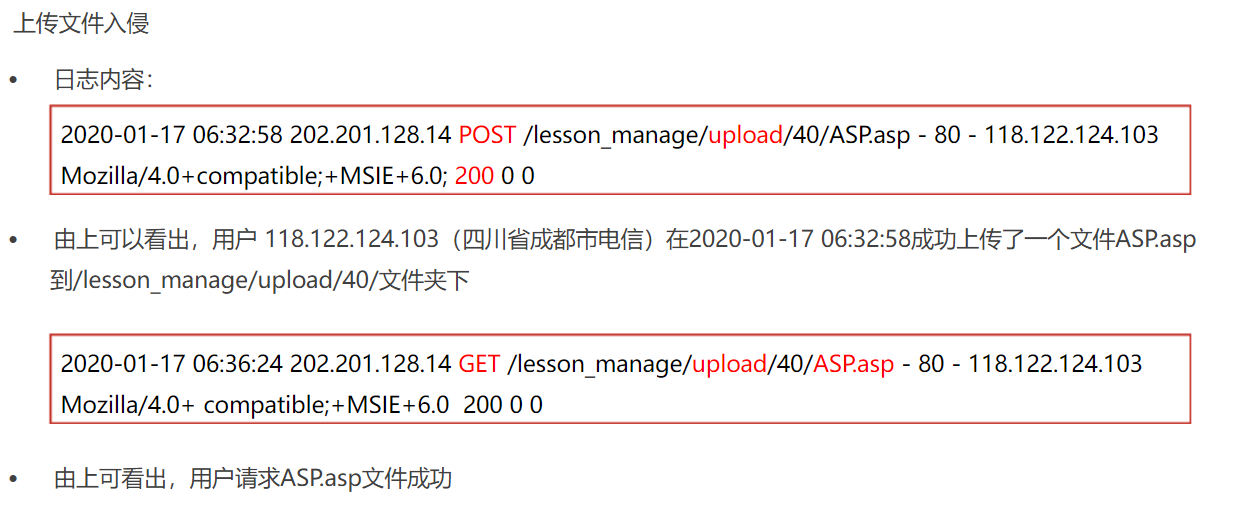 上传文件入侵
• 日志内容：
2020-01-17 06:32:58 202.201.128.14 POST /lesson_manage/upload/40/ASP.asp - 80 - 118.122.124.103
Mozilla/4.0+compatible;+MSIE+6.0; 200 0 0
• 由上可以看出，用户 118.122.124.103（四川省成都市电信）在2020-01-17 06:32:58成功上传了一个文件ASP.asp
到/lesson_manage/upload/40/文件夹下
2020-01-17 06:36:24 202.201.128.14 GET /lesson_manage/upload/40/ASP.asp - 80 - 118.122.124.103
Mozilla/4.0+ compatible;+MSIE+6.0  200 0 0
• 由上可看出，用户请求ASP.asp文件成功